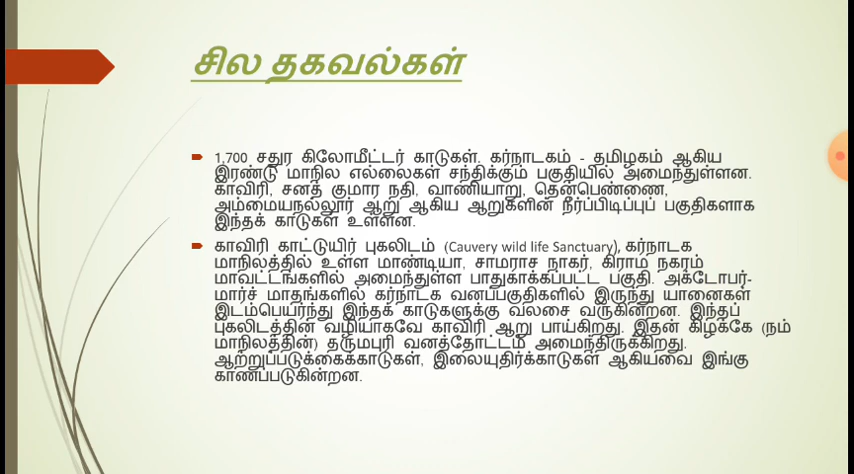 சில தகவல்கள்
1,700 சதுர கிலோமீட்டர் காடுகள். கர்நாடகம் - தமிழகம் ஆகிய
இரண்டு மாநில எல்லைகள் சந்திக்கும் பகுதியில் அமைந்துள்ளன.
காவிரி, சனத் குமார நதி, வாணியாறு, தென்பெண்ணை,
அம்மையநல்லூர் ஆறு ஆகிய ஆறுகளின் நீர்ப்பிடிப்புப் பகுதிகளாக
இந்தக் காடுகள் உள்ளன.
காவிரி காட்டுயிர் புகலிடம் (Cauvery wild life Sanctuary), கர்நாடக
மாநிலத்தில் உள்ள மாண்டியா, சாமராச நாகர், கிராம நகரம்
மாவட்டங்களில் அமைந்துள்ள பாதுகாக்கப்பட்ட பகுதி. அக்டோபர்-
மார்ச் மாதங்களில் கர்நாடக வனப்பகுதிகளில் இருந்து யானைகள்
இடம்பெயர்ந்து இந்தக் காடுகளுக்கு வலசை வருகின்றன. இந்தப்
புகலிடத்தின் வழியாகவே காவிரி ஆறு பாய்கிறது. இதன் கிழக்கே (நம்
மாநிலத்தின்) தருமபுரி வனத்தோட்டம் அமைந்திருக்கிறது.
ஆற்றுப்படுக்கைக்காடுகள், இலையுதிர்க்காடுகள் ஆகியவை இங்கு
காணப்படுகின்றன.